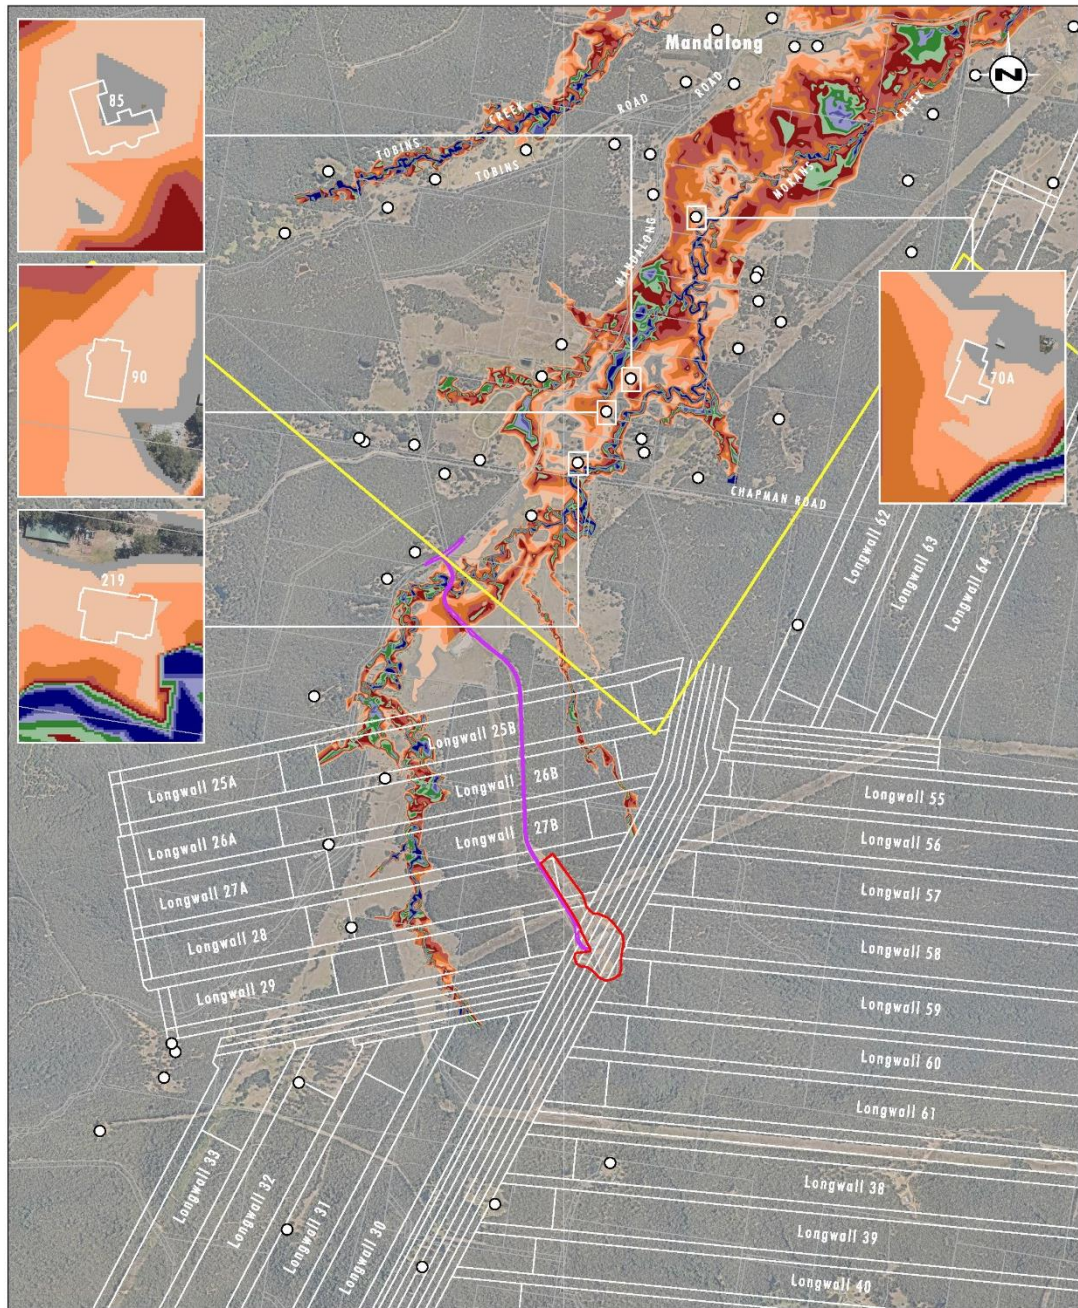 Mandalong
N
85
TOBINS CREEK
TOBINS ROAD
MANDALONG ROAD
MORANS CREEK
90
70A
219
CHAPMAN ROAD
Longwall 62
Longwall 63
Longwall 64
Longwall 25A
Longwall 25B
Longwall 26A
Longwall 26B
Longwall 27A
Longwall 27B
Longwall 28
Longwall 29
Longwall 55
Longwall 56
Longwall 57
Longwall 58
Longwall 59
Longwall 60
Longwall 61
Longwall 33
Longwall 32
Longwall 31
Longwall 30
Longwall 38
Longwall 39
Longwall 40